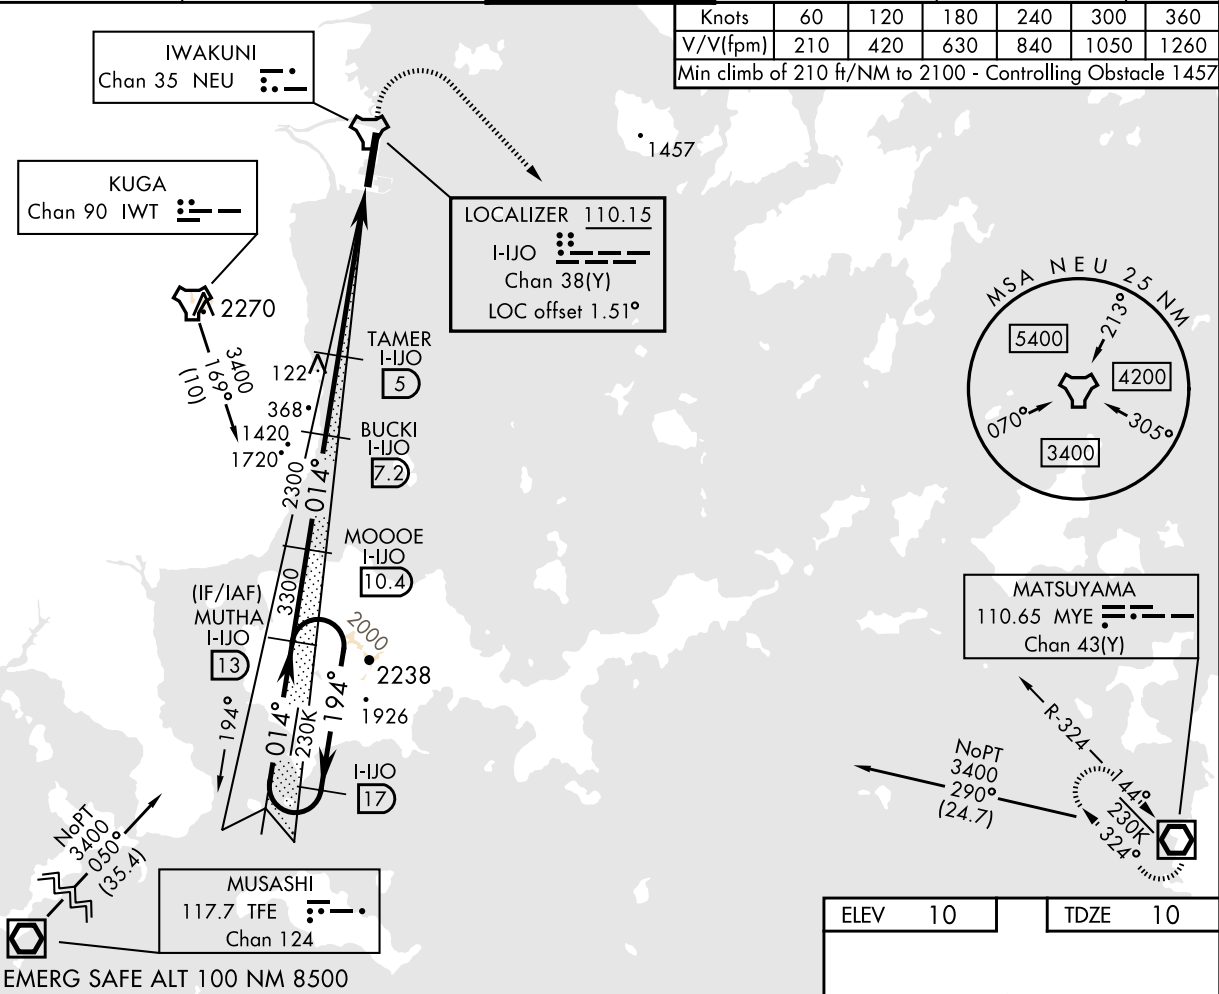 Knots 60 120 180 240 300 360
V/V(fpm) 210 420 630 840 1050 1260
Min climb of 210 ft/NM to 2100 - Controlling Obstacle 1457
IWAKUNI
Chan 35 NEU
1457
KUGA
Chan 90 IWT
LOCALIZER 110.15
I-IJO
Chan 38(Y)
LOC offset 1.51°
2270
3400
169°
(10)
MSA NEU 25 NM
213°
5400
4200
070°
305°
3400
TAMER
I-IJO
5
122
368
1420
1720
BUCKI
I-IJO
7.2
2300
014°
MOOOE
I-IJO
10.4
3300
(IF/IAF)
MUTHA
I-IJO
13
2000
2238
1926
194°
014°
230K
194°
I-IJO
17
MATSUYAMA
110.65 MYE
Chan 43(Y)
R-324
NoPT
3400
290°
(24.7)
144°
230K
324°
NoPT
3400
050°
(35.4)
MUSASHI
117.7 TFE
Chan 124
ELEV 10
TDZE 10
EMERG SAFE ALT 100 NM 8500